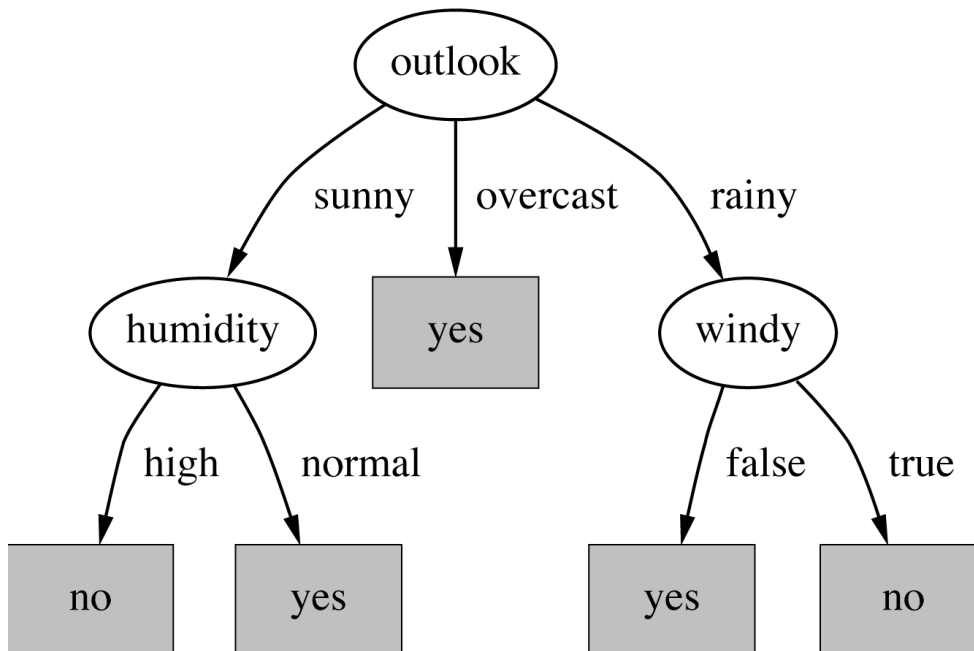 outlook
sunny overcast rainy
humidity yes windy
high normal false true
no yes yes no